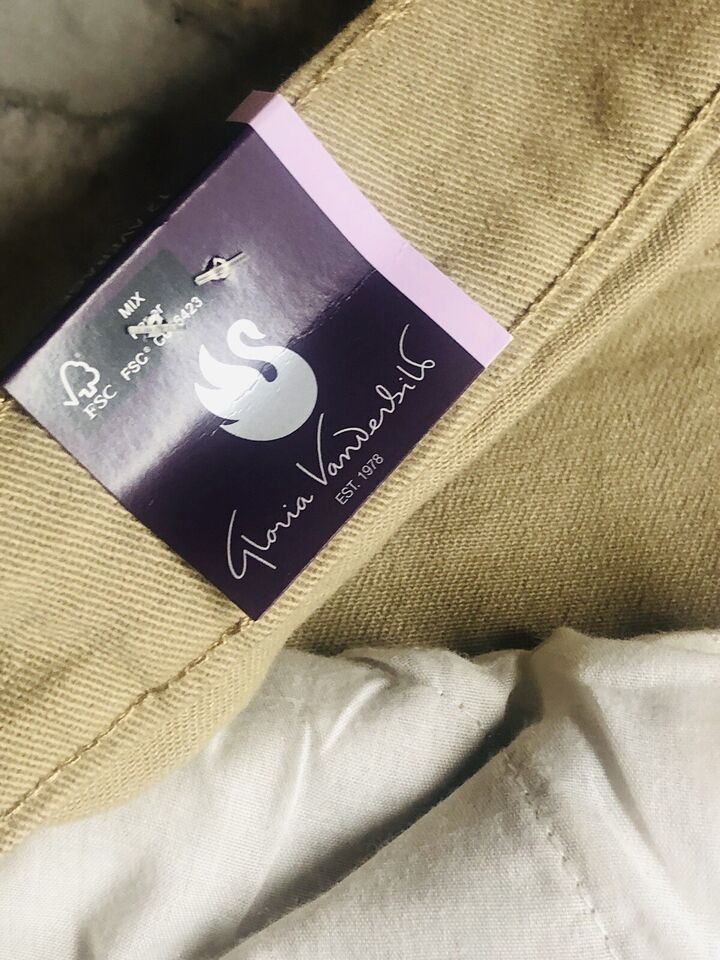 MIX
FSC
FSC®
Gloria Vanderbilt
EST. 1978